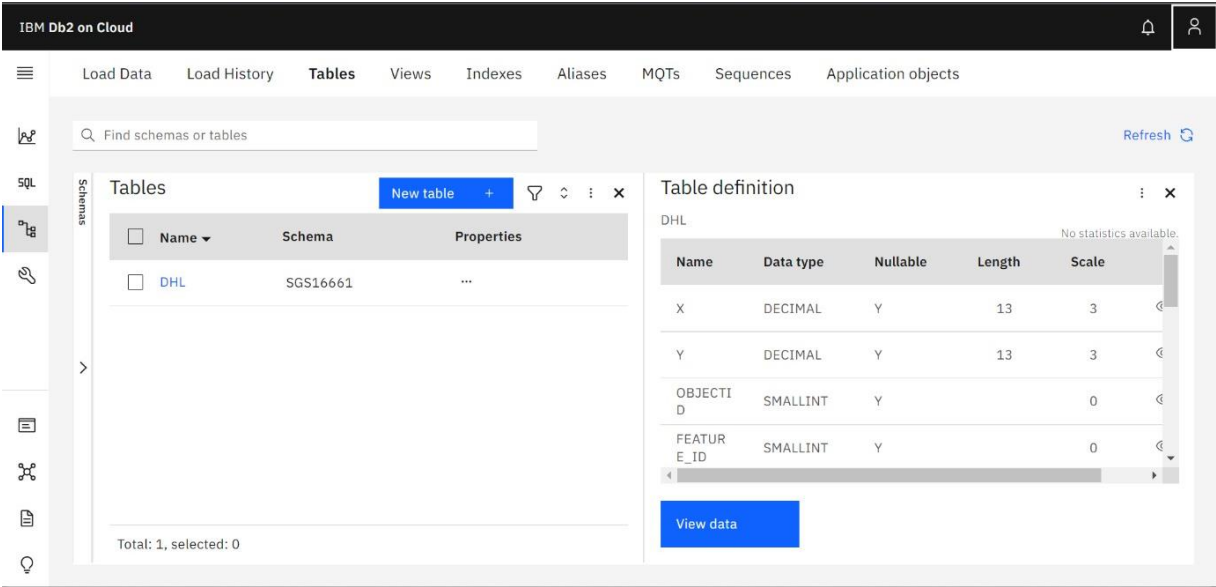 IBM Db2 on Cloud
Load Data Load History Tables Views Indexes Aliases MQTs Sequences Application objects
Find schemas or tables
Refresh
SQL
Schemas
Tables
New table +
Name Schema Properties
DHL SGS16661 ...
Total: 1, selected: 0
Table definition
DHL
No statistics available.
Name Data type Nullable Length Scale
X DECIMAL Y 13 3
Y DECIMAL Y 13 3
OBJECTI
D SMALLINT Y 0
FEATUR
E_ID SMALLINT Y 0
View data